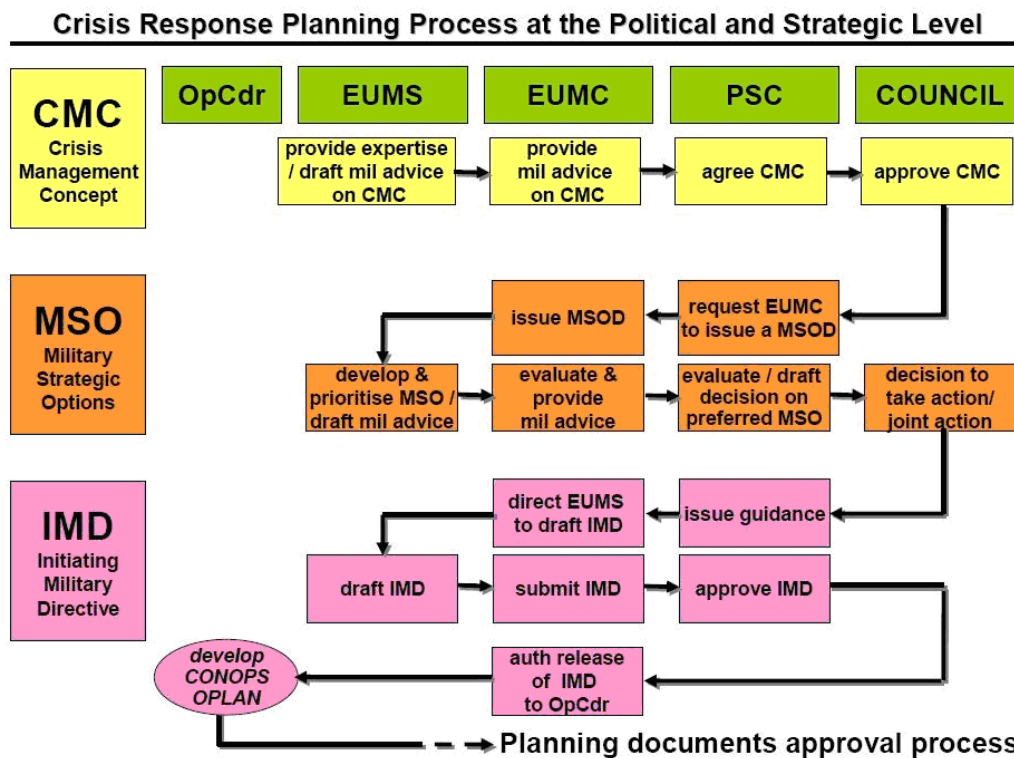 Crisis Response Planning Process at the Political and Strategic Level
CMC
Crisis
Management
Concept
OpCdr
EUMS
EUMC
PSC
COUNCIL
provide expertise
/ draft mil advice
on CMC
provide
mil advice
on CMC
agree CMC
approve CMC
MSO
Military
Strategic
Options
issue MSOD
request EUMC
to issue a MSOD
develop &
prioritise MSO /
draft mil advice
evaluate &
provide
mil advice
evaluate / draft
decision on
preferred MSO
decision to
take action/
joint action
IMD
Initiating
Military
Directive
direct EUMS
to draft IMD
issue guidance
draft IMD
submit IMD
approve IMD
develop
CONOPS
OPLAN
auth release
of IMD
to OpCdr
Planning documents approval process